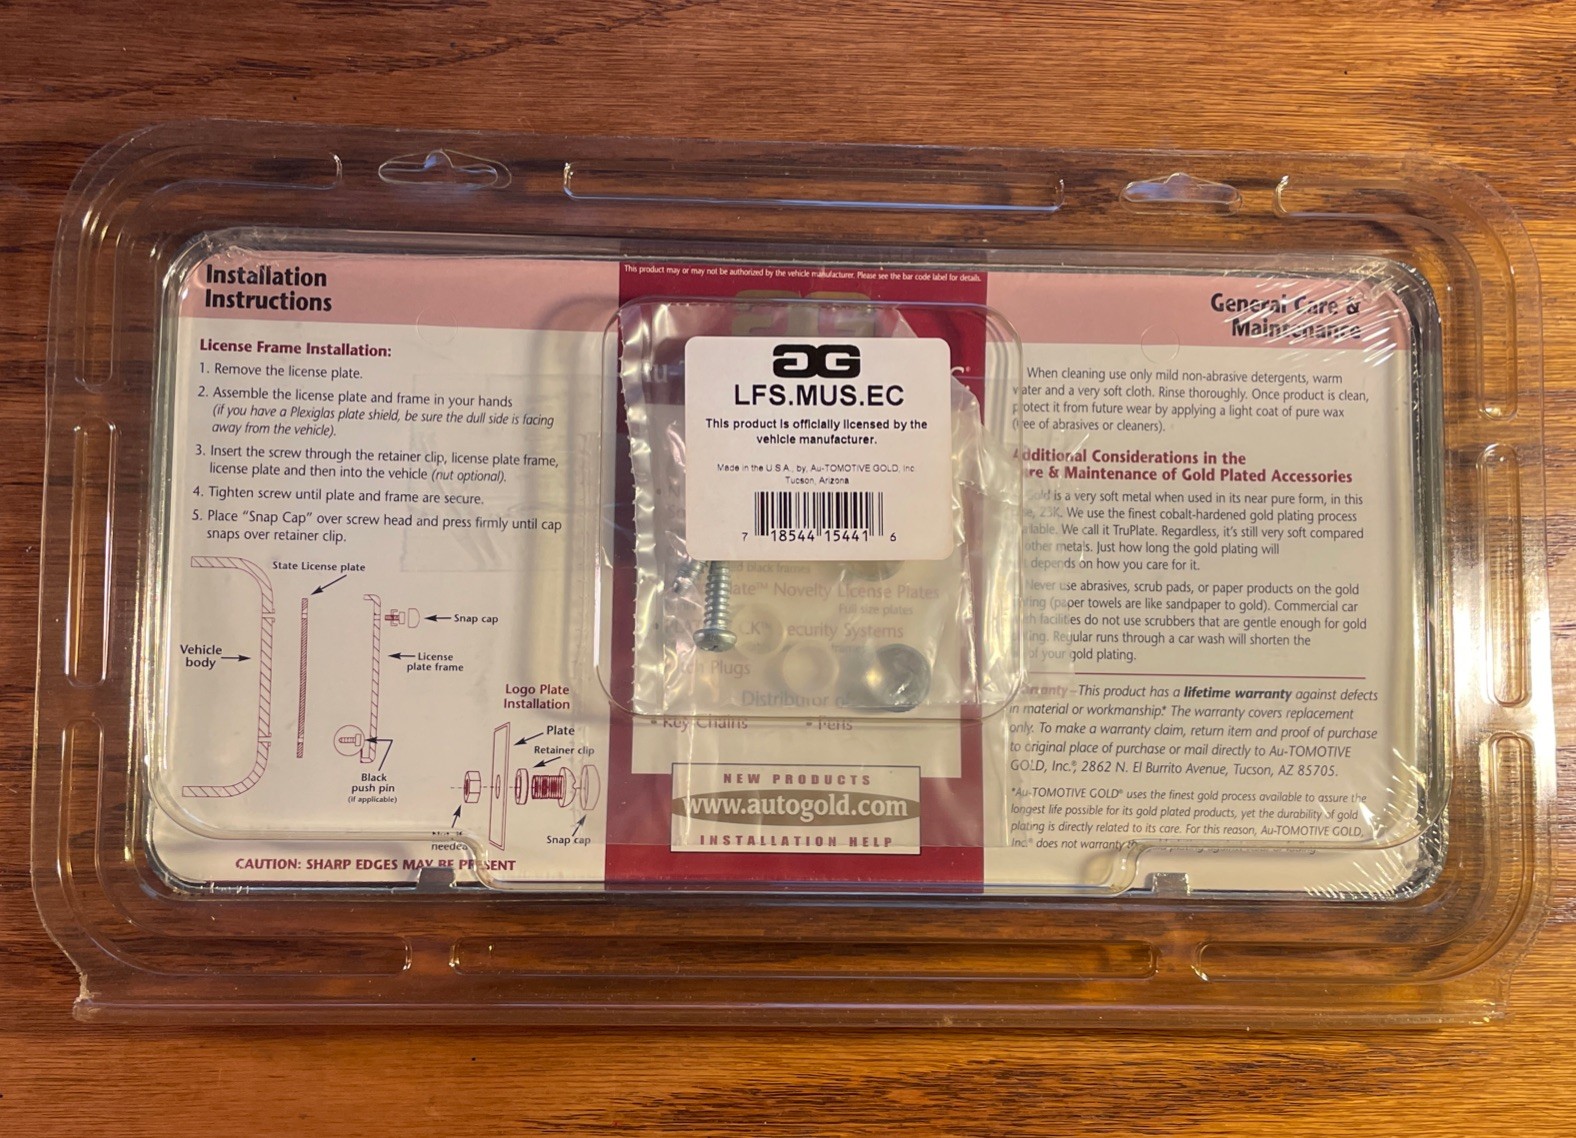 Installation
Instructions
License Frame Installation:
1. Remove the license plate.
2. Assemble the license plate and frame in your hands
(if you have a Plexiglas plate shield, be sure the dull side is facing
away from the vehicle).
3. Insert the screw through the retainer clip, license plate frame,
license plate and then into the vehicle (nut optional).
4. Tighten screw until plate and frame are secure.
5. Place “Snap Cap” over screw head and press firmly until cap
snaps over retainer clip.
State License plate
Snap cap
Vehicle
body
License
plate frame
Black
push pin
(if applicable)
Logo Plate
Installation
Plate
Retainer clip
needed
Snap cap
CAUTION: SHARP EDGES MAY BE PRESENT
This product may or may not be authorized by the vehicle manufacturer. Please see the bar code label for details.
GG
LFS.MUS.EC
This product is officially licensed by the
vehicle manufacturer.
Made in the U.S.A., by, Au-TOMOTIVE GOLD, Inc.
Tucson, Arizona
7 18544 15441 6
black frames
Novelty License Plates
Full size plates
ecurity Systems
Plugs
Distributor
• Key Chains
• Pens
NEW PRODUCTS
www.autogold.com
INSTALLATION HELP
General Care &
Maintenance
When cleaning use only mild non-abrasive detergents, warm
water and a very soft cloth. Rinse thoroughly. Once product is clean,
protect it from future wear by applying a light coat of pure wax
(free of abrasives or cleaners).
Additional Considerations in the
Care & Maintenance of Gold Plated Accessories
Gold is a very soft metal when used in its near pure form, in this
23K. We use the finest cobalt-hardened gold plating process
We call it TruPlate. Regardless, it's still very soft compared
other metals. Just how long the gold plating will
depends on how you care for it.
Never use abrasives, scrub pads, or paper products on the gold
plating (paper towels are like sandpaper to gold). Commercial car
wash facilities do not use scrubbers that are gentle enough for gold
plating. Regular runs through a car wash will shorten the
of your gold plating.
Warranty – This product has a lifetime warranty against defects
in material or workmanship.* The warranty covers replacement
only. To make a warranty claim, return item and proof of purchase
to original place of purchase or mail directly to Au-TOMOTIVE
GOLD, Inc.®, 2862 N. El Burrito Avenue, Tucson, AZ 85705.
*Au-TOMOTIVE GOLD® uses the finest gold process available to assure the
longest life possible for its gold plated products, yet the durability of gold
plating is directly related to its care. For this reason, Au-TOMOTIVE GOLD,
Inc.® does not warranty